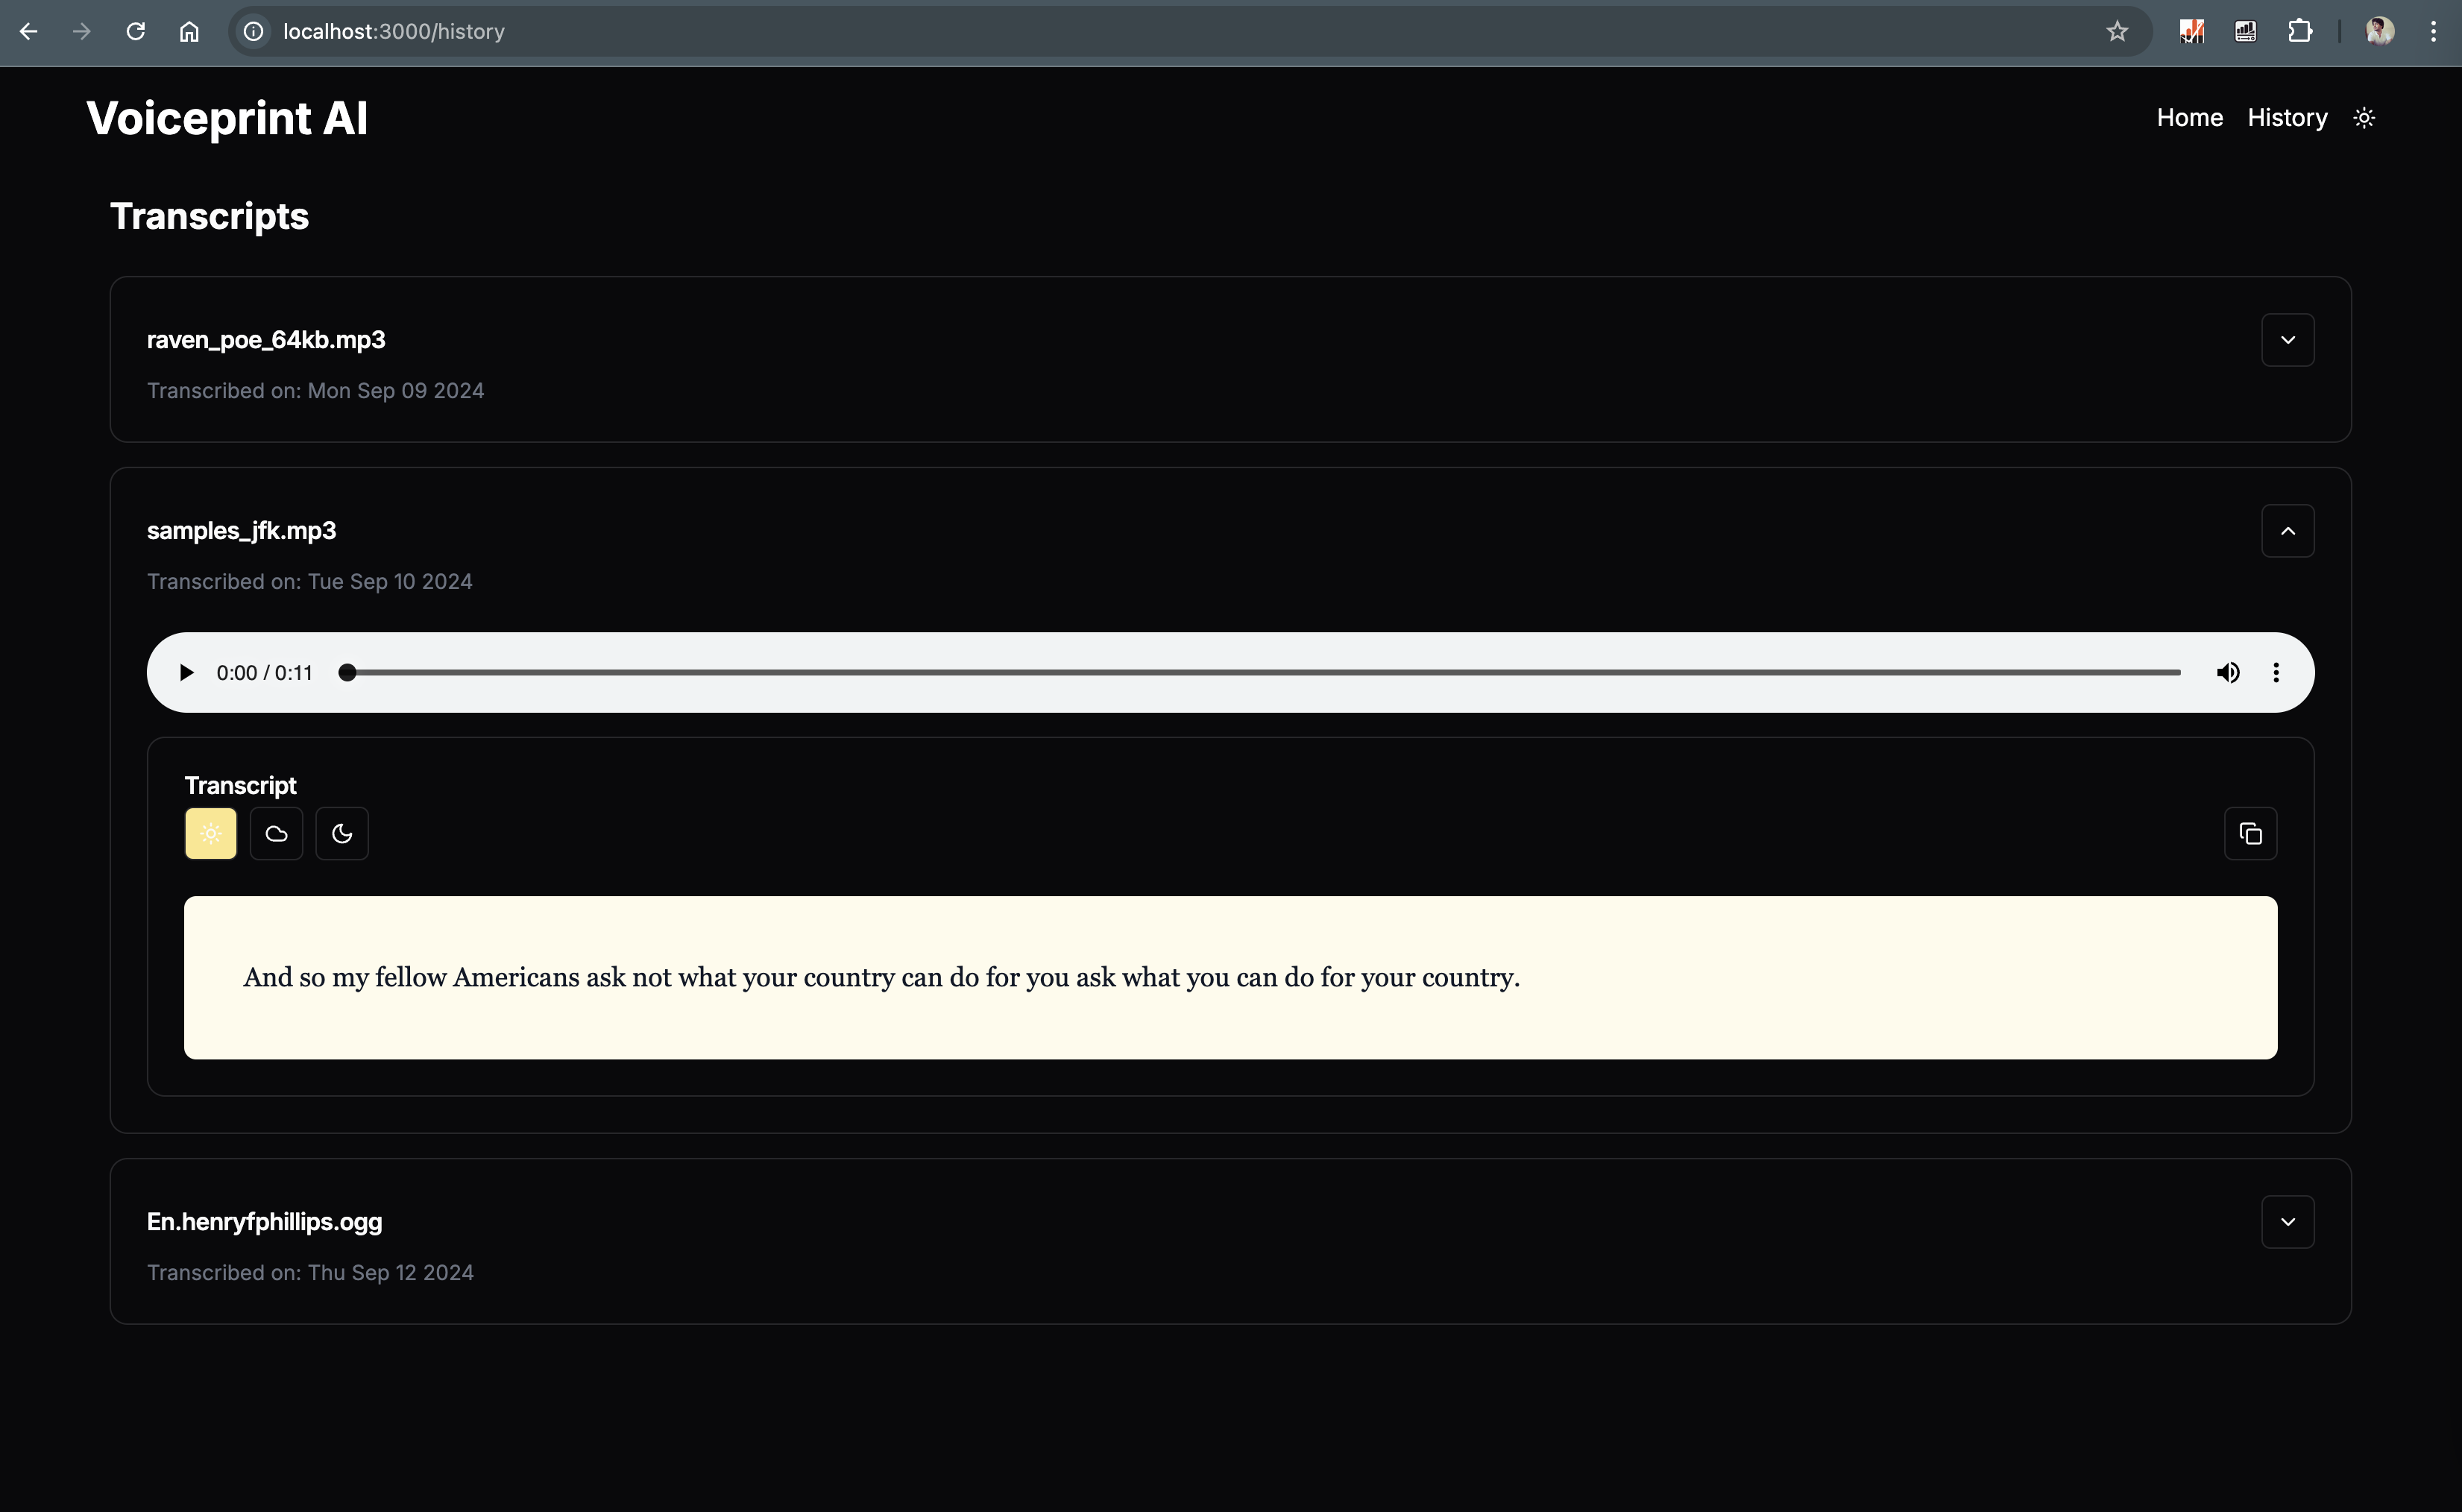 localhost:3000/history
Voiceprint AI
Home History
Transcripts
raven_poe_64kb.mp3
Transcribed on: Mon Sep 09 2024
samples_jfk.mp3
Transcribed on: Tue Sep 10 2024
0:00 / 0:11
Transcript
And so my fellow Americans ask not what your country can do for you ask what you can do for your country.
En.henryfphillips.ogg
Transcribed on: Thu Sep 12 2024